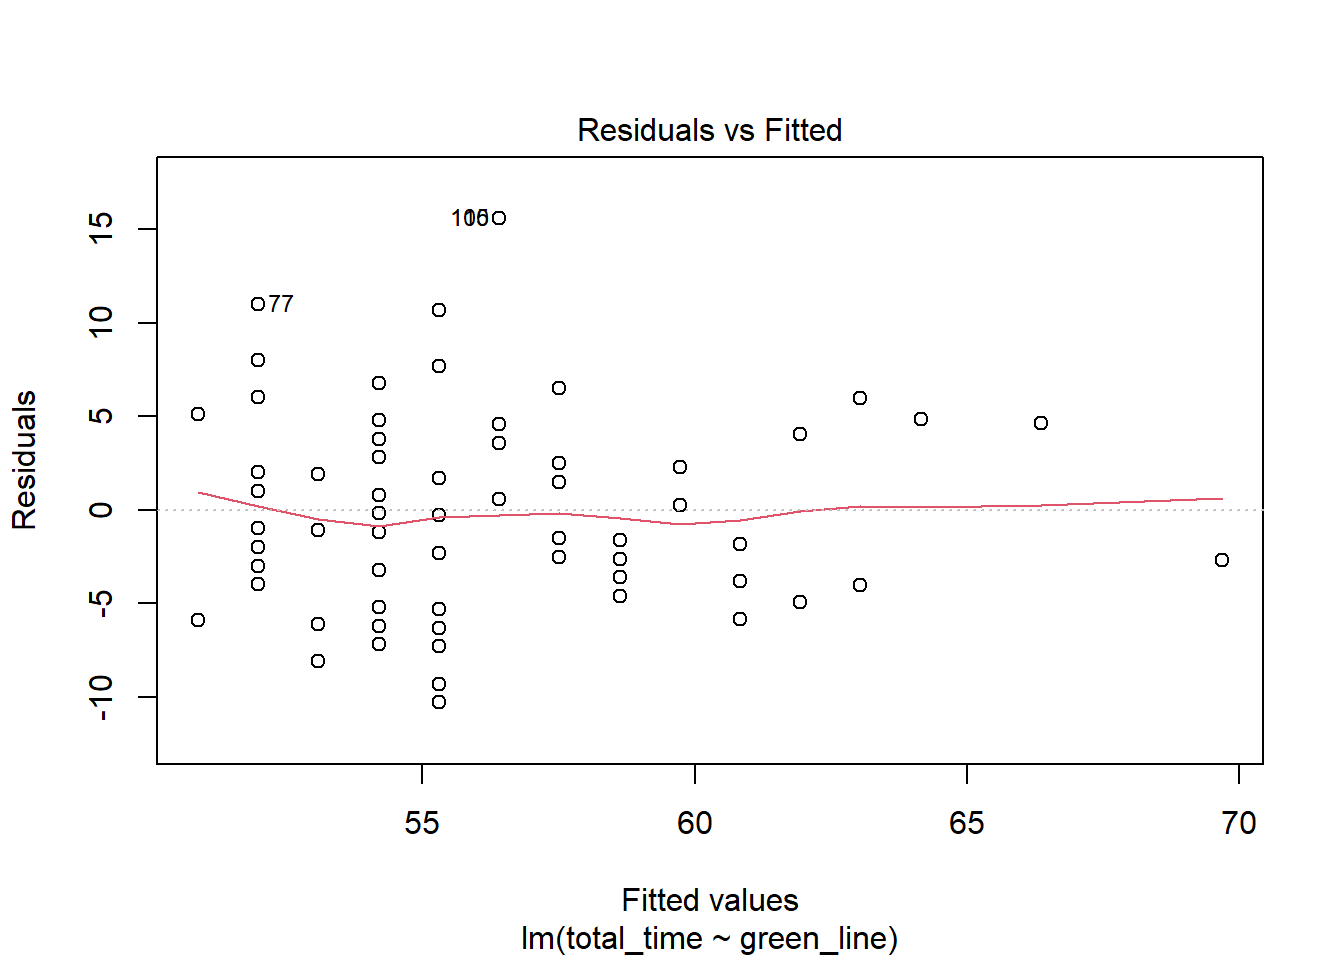 Residuals vs Fitted
Residuals
15
10
5
0
-5
-10
77
55
60
65
70
Fitted values
lm(total_time ~ green_line)